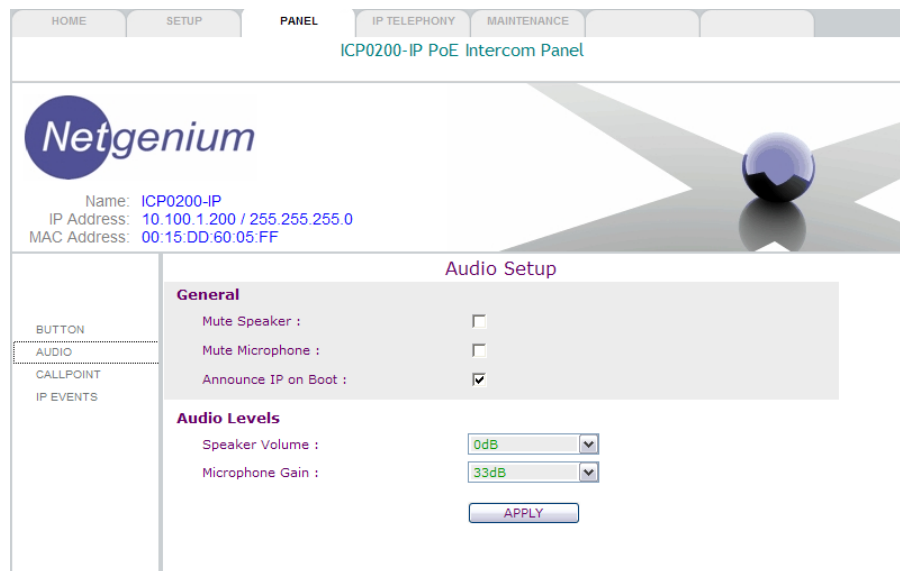 HOME SETUP PANEL IP TELEPHONY MAINTENANCE
ICP0200-IP PoE Intercom Panel
Netgenium
Name: ICP0200-IP
IP Address: 10.100.1.200 / 255.255.255.0
MAC Address: 00:15:DD:60:05:FF
BUTTON
AUDIO
CALLPOINT
IP EVENTS
Audio Setup
General
Mute Speaker :
Mute Microphone :
Announce IP on Boot :
Audio Levels
Speaker Volume : 0dB
Microphone Gain : 33dB
APPLY